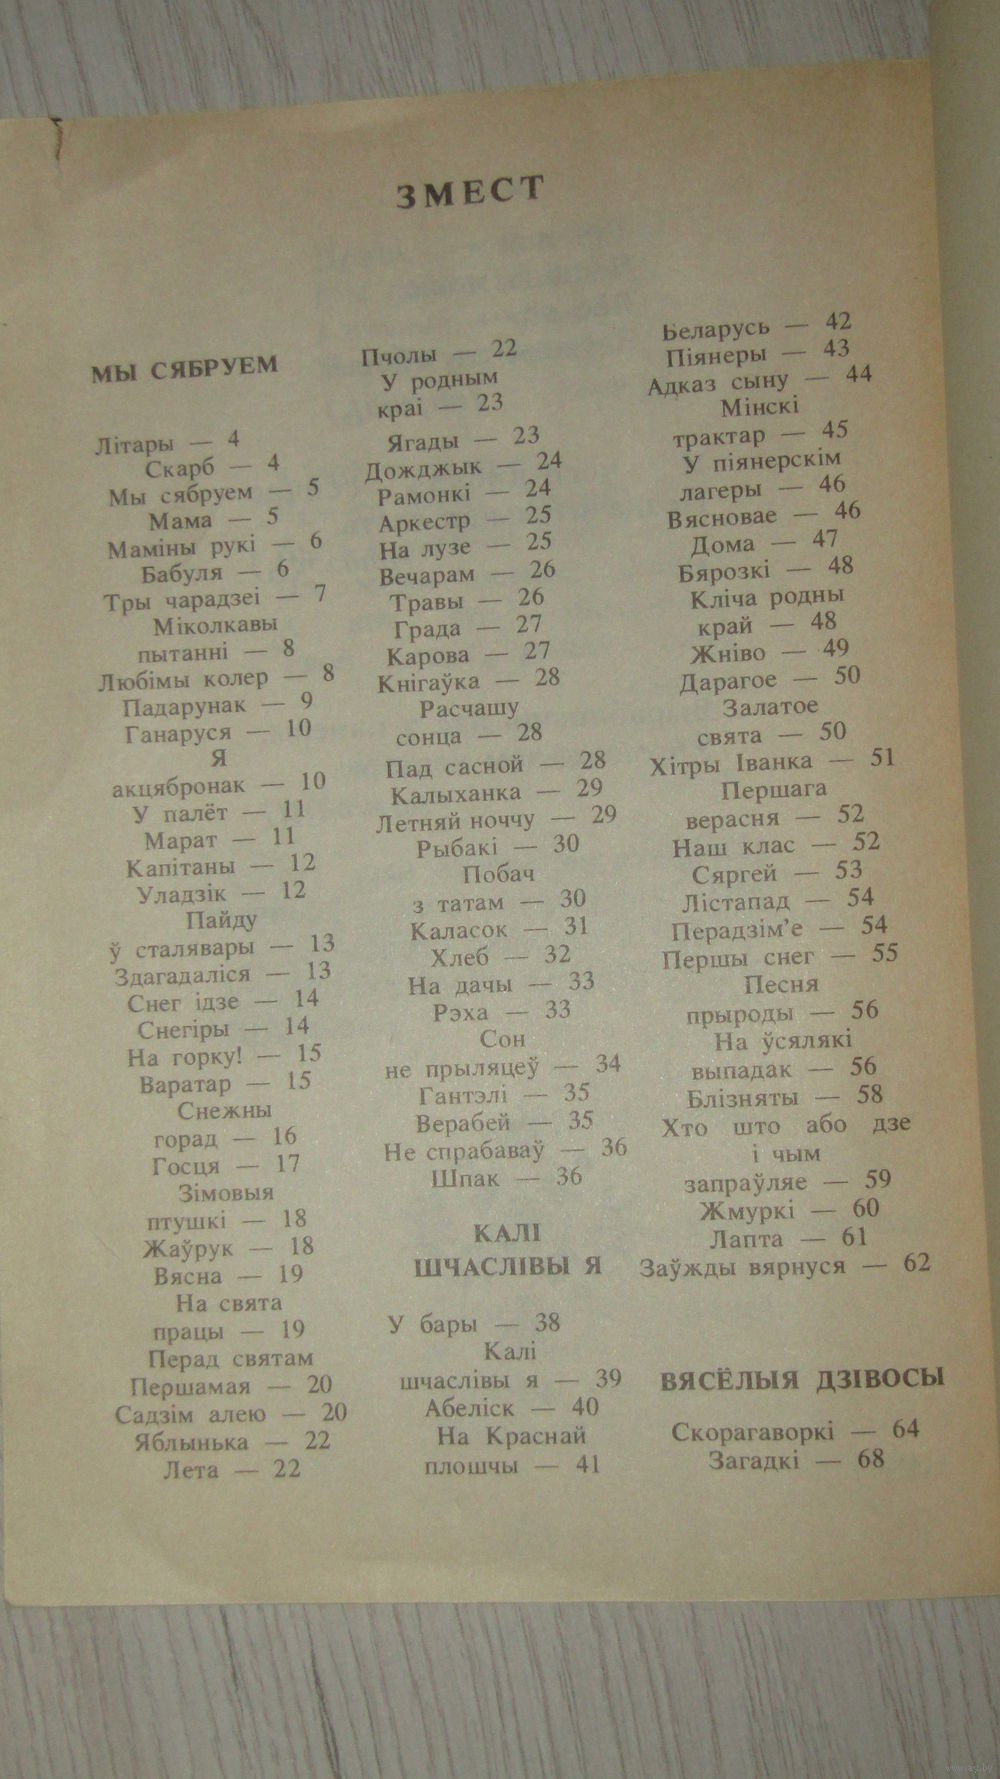 ЗМЕСТ
МЫ СЯБРУЕМ
Літары — 4
Скарб — 4
Мы сябруем — 5
Мама — 5
Маміны рукі — 6
Бабуля — 6
Тры чарадзеі — 7
Міколкавы
пытанні — 8
Любімы колер — 8
Падарунак — 9
Ганаруся — 10
Я
акцябронак — 10
У палёт — 11
Марат — 11
Капітаны — 12
Уладзік — 12
Пайду
ў сталявары — 13
Здагадаліся — 13
Снег ідзе — 14
Снегіры — 14
На горку! — 15
Варатар — 15
Снежны
горад — 16
Госця — 17
Зімовыя
птушкі — 18
Жаўрук — 18
Вясна — 19
На свята
працы — 19
Перад святам
Першамая — 20
Садзім алею — 20
Яблынька — 22
Лета — 22
Пчолы — 22
У родным
краі — 23
Ягады — 23
Дожджык — 24
Рамонкі — 24
Аркестр — 25
На лузе — 25
Вечарам — 26
Травы — 26
Града — 27
Карова — 27
Кнігаўка — 28
Расчашу
сонца — 28
Пад сасной — 28
Калыханка — 29
Летняй ноччу — 29
Рыбакі — 30
Побач
з татам — 30
Каласок — 31
Хлеб — 32
На дачы — 33
Рэха — 33
Сон
не прыляцеў — 34
Гантэлі — 35
Верабей — 35
Не спрабаваў — 36
Шпак — 36
КАЛІ
ШЧАСЛІВЫ Я
У бары — 38
Калі
шчаслівы я — 39
Абеліск — 40
На Краснай
плошчы — 41
Беларусь — 42
Піянеры — 43
Адказ сыну — 44
Мінскі
трактар — 45
У піянерскім
лагеры — 46
Вясновае — 46
Дома — 47
Бярозкі — 48
Кліча родны
край — 48
Жніво — 49
Дарагое — 50
Залатое
свята — 50
Хітры Іванка — 51
Першага
верасня — 52
Наш клас — 52
Сяргей — 53
Лістапад — 54
Перадзім’е — 54
Першы снег — 55
Песня
прыроды — 56
На ўсялякі
выпадак — 56
Блізняты — 58
Хто што або дзе
і чым
запраўляе — 59
Жмуркі — 60
Лапта — 61
Заўжды вярнуся — 62
ВЯСЁЛЫЯ ДЗІВОСЫ
Скорагаворкі — 64
Загадкі — 68